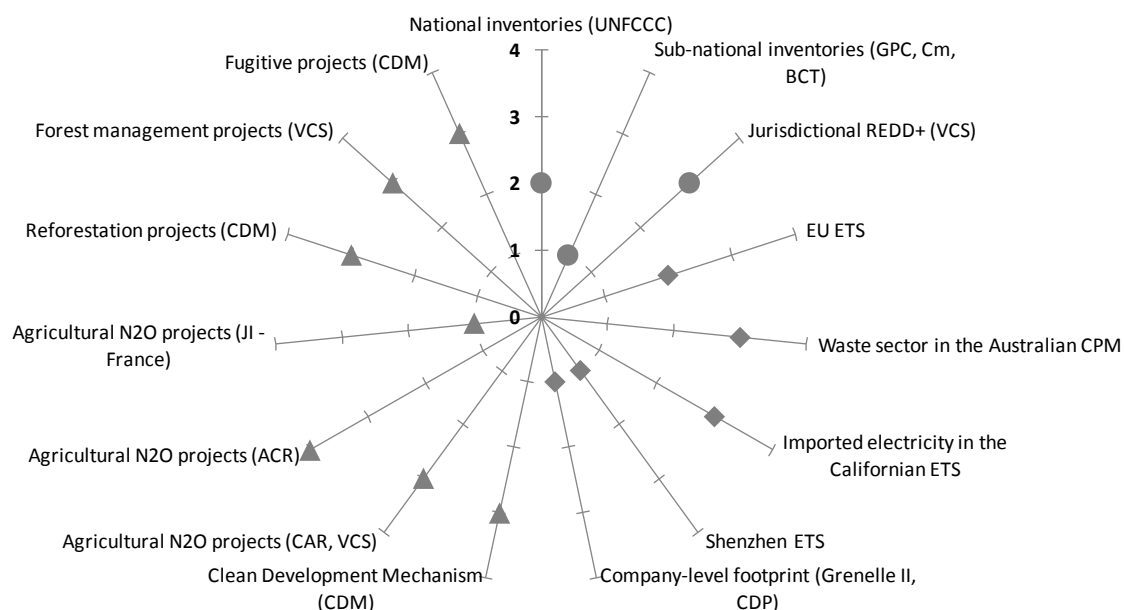 National inventories (UNFCCC)
Sub-national inventories (GPC, Cm,
BCT)
Jurisdictional REDD+ (VCS)
EU ETS
Waste sector in the Australian CPM
Imported electricity in the
Californian ETS
Shenzhen ETS
Company-level footprint (Grenelle II,
CDP)
Clean Development Mechanism
(CDM)
Agricultural N2O projects (CAR, VCS)
Agricultural N2O projects (ACR)
Agricultural N2O projects (JI -
France)
Reforestation projects (CDM)
Forest management projects (VCS)
Fugitive projects (CDM)
4
3
2
1
0